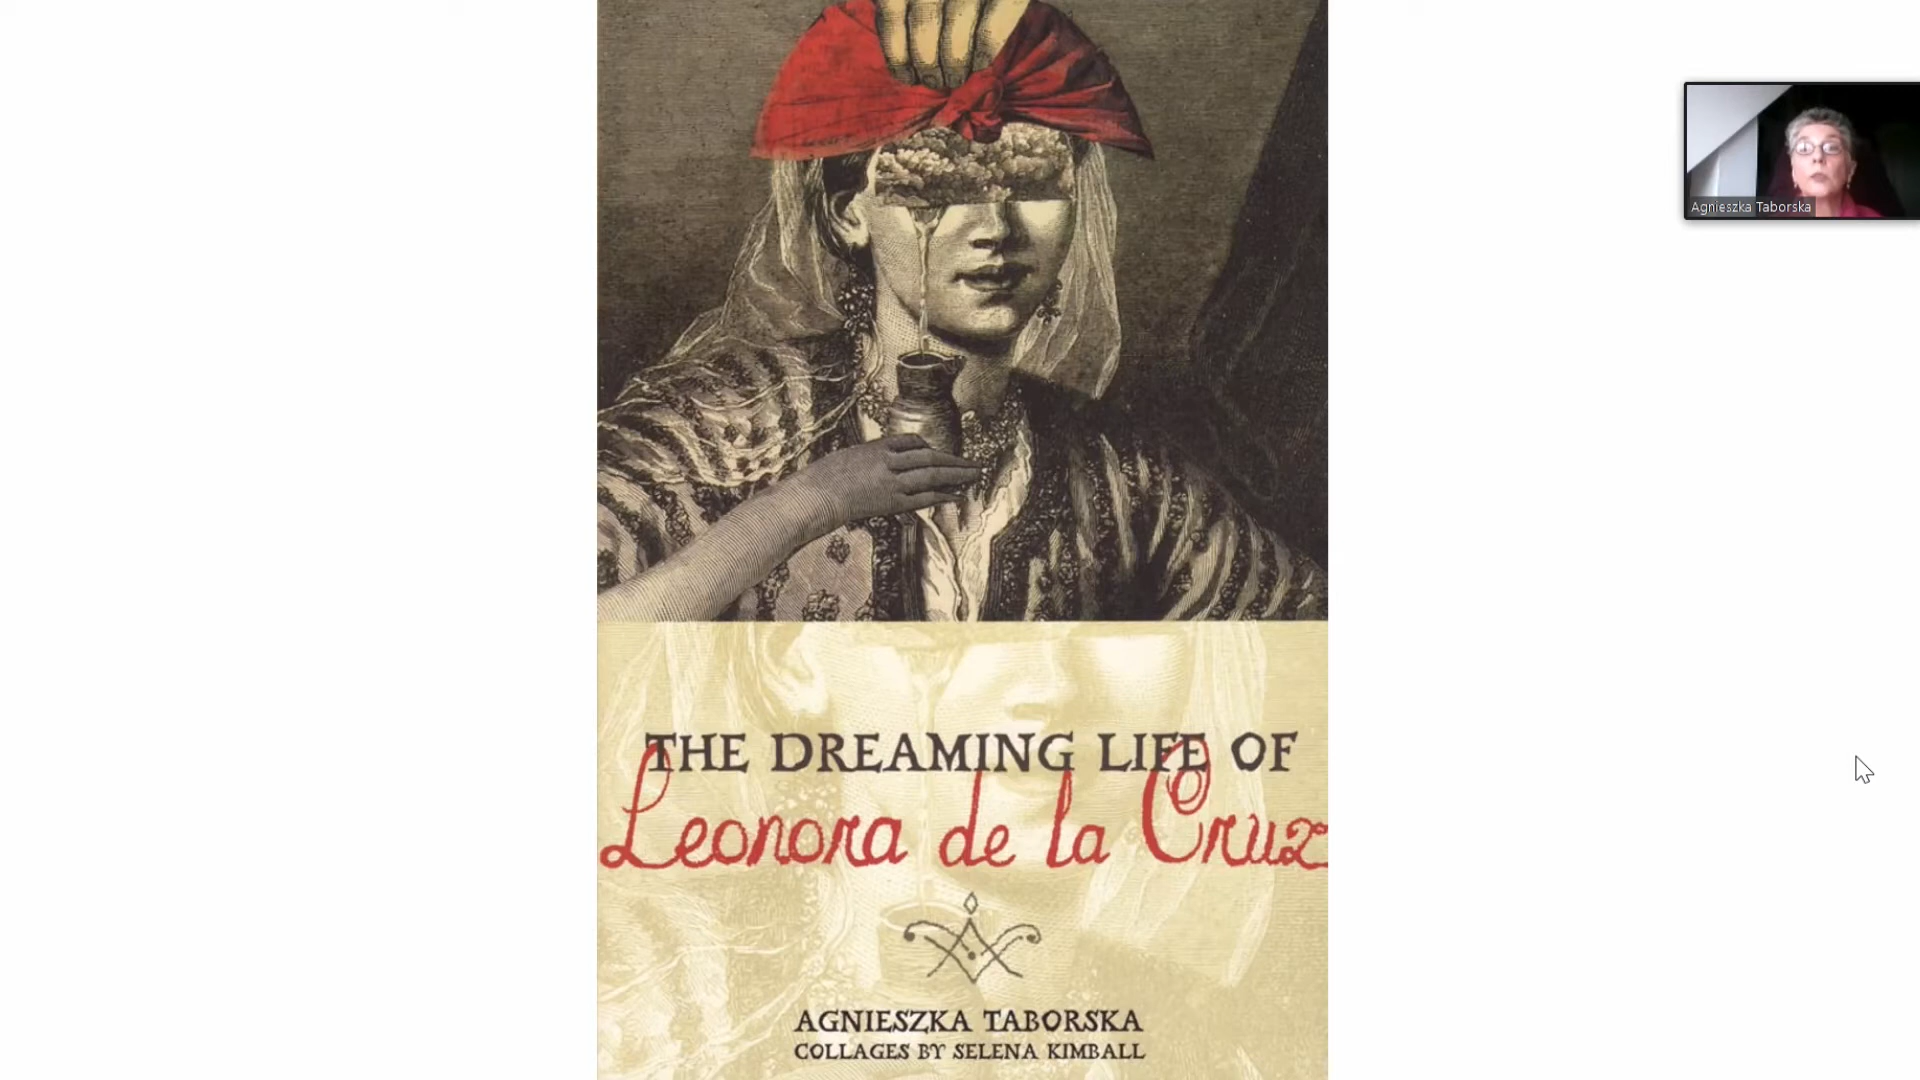 Agnieszka Taborska
THE DREAMING LIFE OF
Leonora de la Cruz
AGNIESZKA TABORSKA
COLLAGES BY SELENA KIMBALL